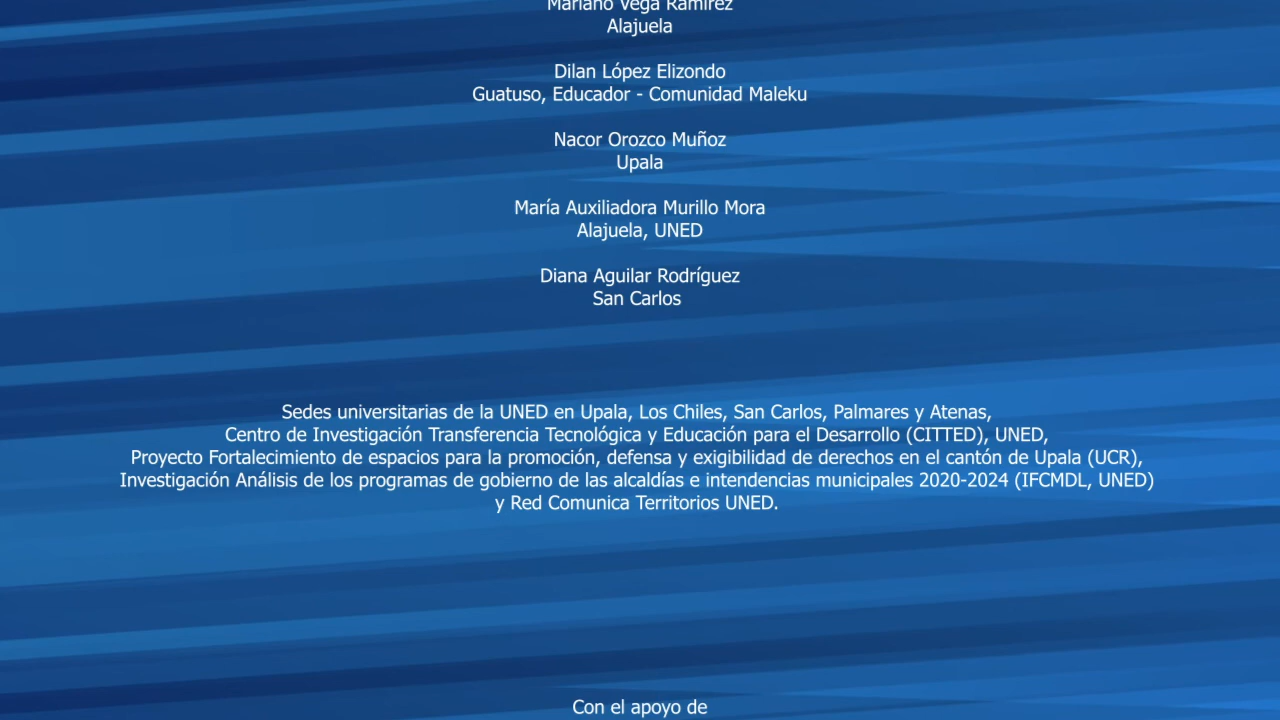 Mariano Vega Ramírez
Alajuela
Dilan López Elizondo
Guatuso, Educador - Comunidad Maleku
Nacor Orozco Muñoz
Upala
María Auxiliadora Murillo Mora
Alajuela, UNED
Diana Aguilar Rodríguez
San Carlos
Sedes universitarias de la UNED en Upala, Los Chiles, San Carlos, Palmares y Atenas,
Centro de Investigación Transferencia Tecnológica y Educación para el Desarrollo (CITTED), UNED,
Proyecto Fortalecimiento de espacios para la promoción, defensa y exigibilidad de derechos en el cantón de Upala (UCR),
Investigación Análisis de los programas de gobierno de las alcaldías e intendencias municipales 2020-2024 (IFCMDL, UNED)
y Red Comunica Territorios UNED.
Con el apoyo de